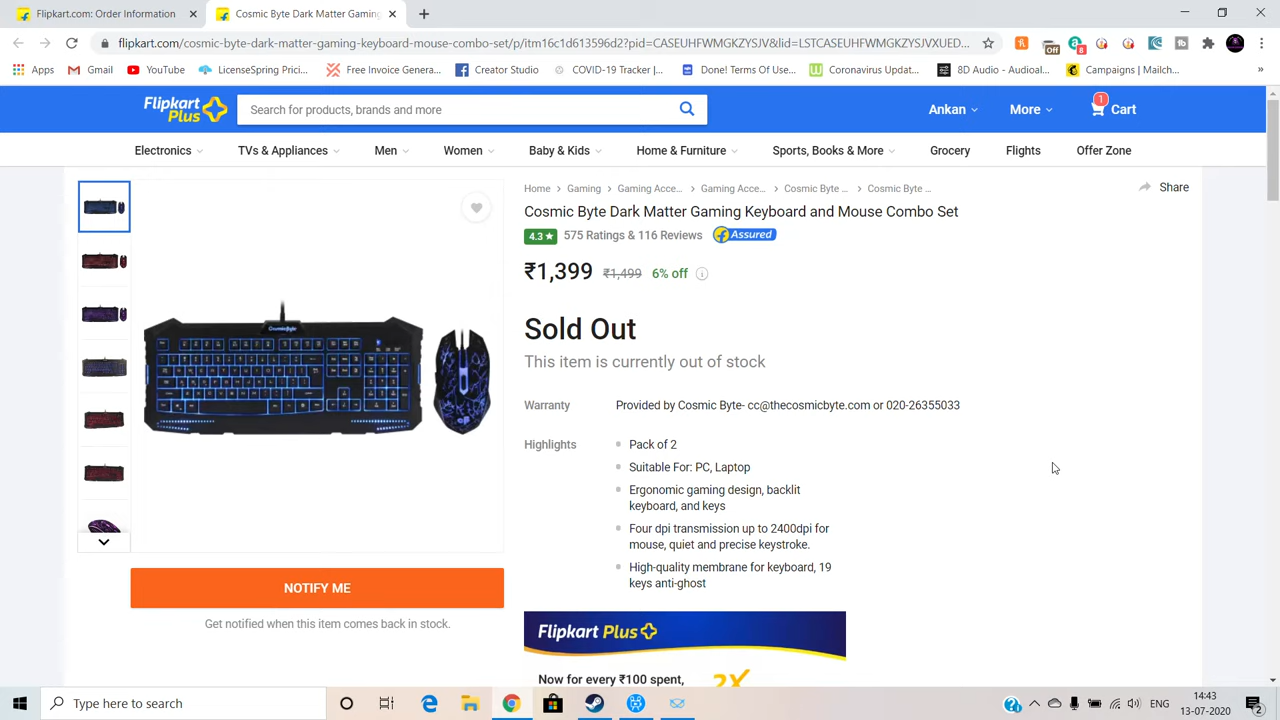 Flipkart.com: Order Information
Cosmic Byte Dark Matter Gaming
flipkart.com/cosmic-byte-dark-matter-gaming-keyboard-mouse-combo-set/p/itm16c1d613596d2?pid=CASEUHFWMGKZYSJV&lid=LSTCASEUHFWMGKZYSJVXUED...
Off
8
Apps
Gmail
YouTube
LicenseSpring Prici...
Free Invoice Genera...
Creator Studio
COVID-19 Tracker |...
Done! Terms Of Use...
Coronavirus Updat...
8D Audio - Audioal...
Campaigns | Mailch...
Flipkart
Plus
Search for products, brands and more
Ankan
More
1
Cart
Electronics
TVs & Appliances
Men
Women
Baby & Kids
Home & Furniture
Sports, Books & More
Grocery
Flights
Offer Zone
Home
Gaming
Gaming Acce...
Gaming Acce...
Cosmic Byte ...
Cosmic Byte ...
Share
Cosmic Byte Dark Matter Gaming Keyboard and Mouse Combo Set
4.3 ★ 575 Ratings & 116 Reviews Assured
₹1,399 ₹1,499 6% off
CosmicByte
Sold Out
This item is currently out of stock
Warranty Provided by Cosmic Byte- cc@thecosmicbyte.com or 020-26355033
Highlights
Pack of 2
Suitable For: PC, Laptop
Ergonomic gaming design, backlit
keyboard, and keys
Four dpi transmission up to 2400dpi for
mouse, quiet and precise keystroke.
High-quality membrane for keyboard, 19
keys anti-ghost
NOTIFY ME
Get notified when this item comes back in stock.
Flipkart Plus
Now for every ₹100 spent,
2X
Type here to search
ENG
14:43
13-07-2020
2